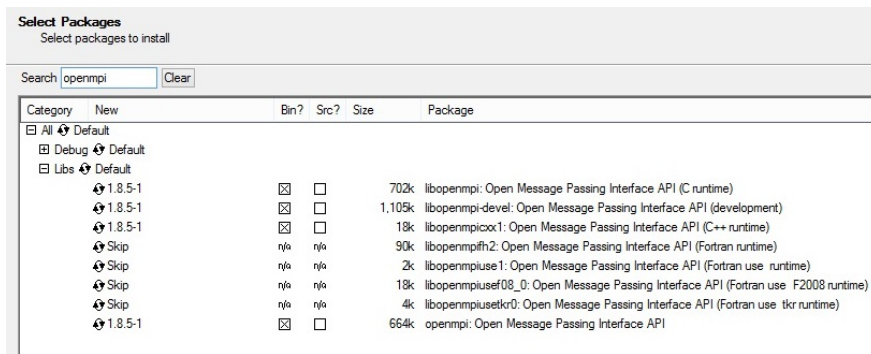 Select Packages
Select packages to install
Search openmpi Clear
Category New Bin? Src? Size Package
All Default
Debug Default
Libs Default
1.8.5-1 702k libopenmpi: Open Message Passing Interface API (C runtime)
1.8.5-1 1,105k libopenmpi-devel: Open Message Passing Interface API (development)
1.8.5-1 18k libopenmpicxx1: Open Message Passing Interface API (C++ runtime)
Skip n/a n/a 90k libopenmpifh2: Open Message Passing Interface API (Fortran runtime)
Skip n/a n/a 2k libopenmpiuse1: Open Message Passing Interface API (Fortran use runtime)
Skip n/a n/a 18k libopenmpiusef08_0: Open Message Passing Interface API (Fortran use F2008 runtime)
Skip n/a n/a 4k libopenmpiusetkr0: Open Message Passing Interface API (Fortran use tkr runtime)
1.8.5-1 664k openmpi: Open Message Passing Interface API